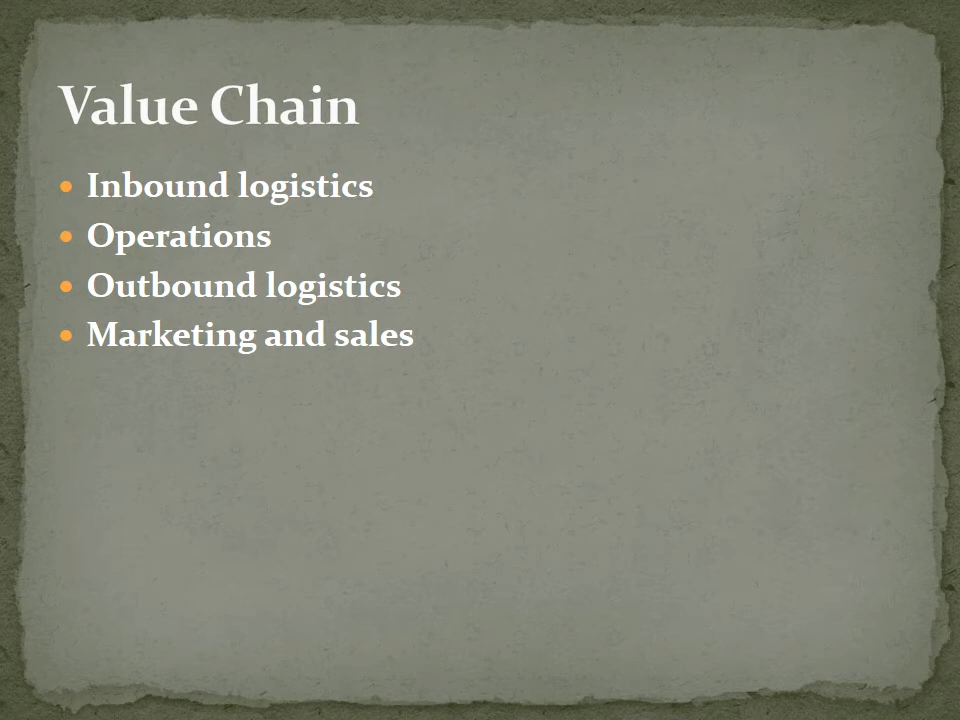 Value Chain
• Inbound logistics
• Operations
• Outbound logistics
• Marketing and sales